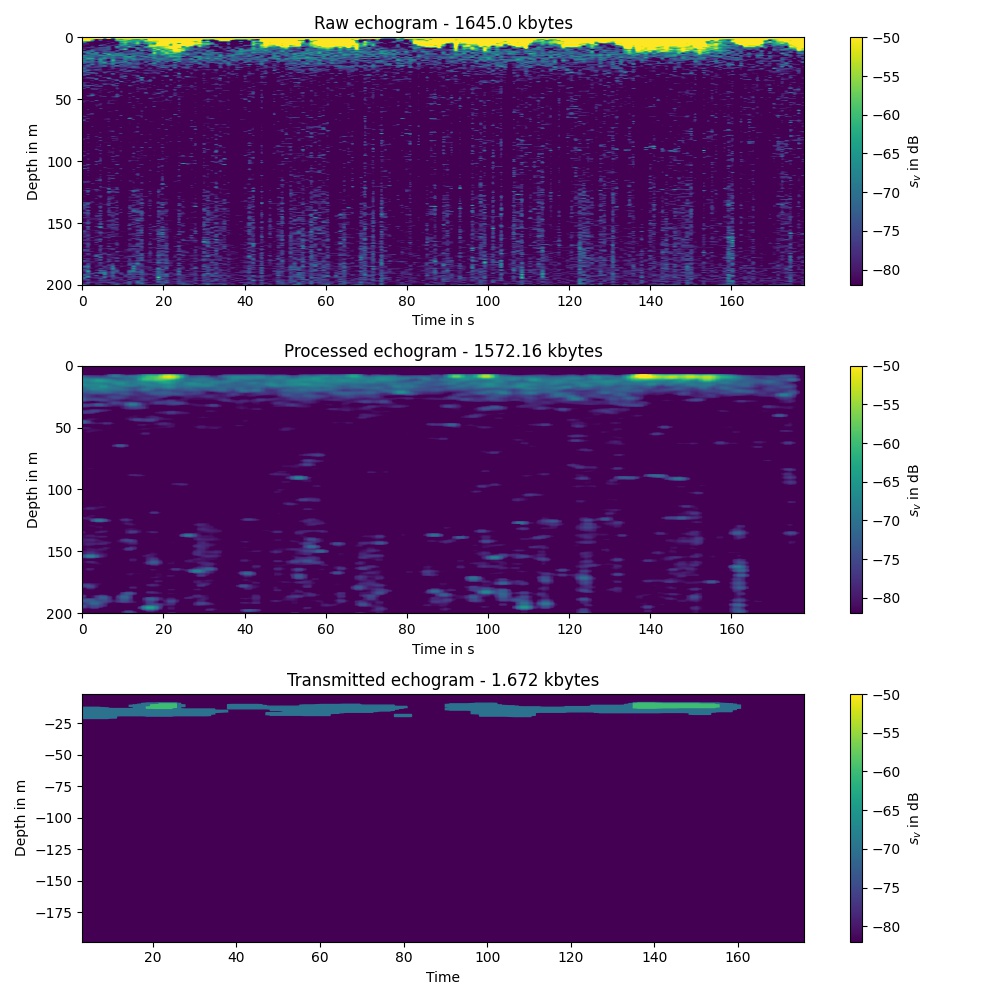 Raw echogram - 1645.0 kbytes
0
50
100
150
200
Depth in m
0 20 40 60 80 100 120 140 160
Time in s
−50
−55
−60
−65
−70
−75
−80
sv in dB
Processed echogram - 1572.16 kbytes
0
50
100
150
200
Depth in m
0 20 40 60 80 100 120 140 160
Time in s
−50
−55
−60
−65
−70
−75
−80
sv in dB
Transmitted echogram - 1.672 kbytes
−25
−50
−75
−100
−125
−150
−175
Depth in m
20 40 60 80 100 120 140 160
Time
−50
−55
−60
−65
−70
−75
−80
sv in dB